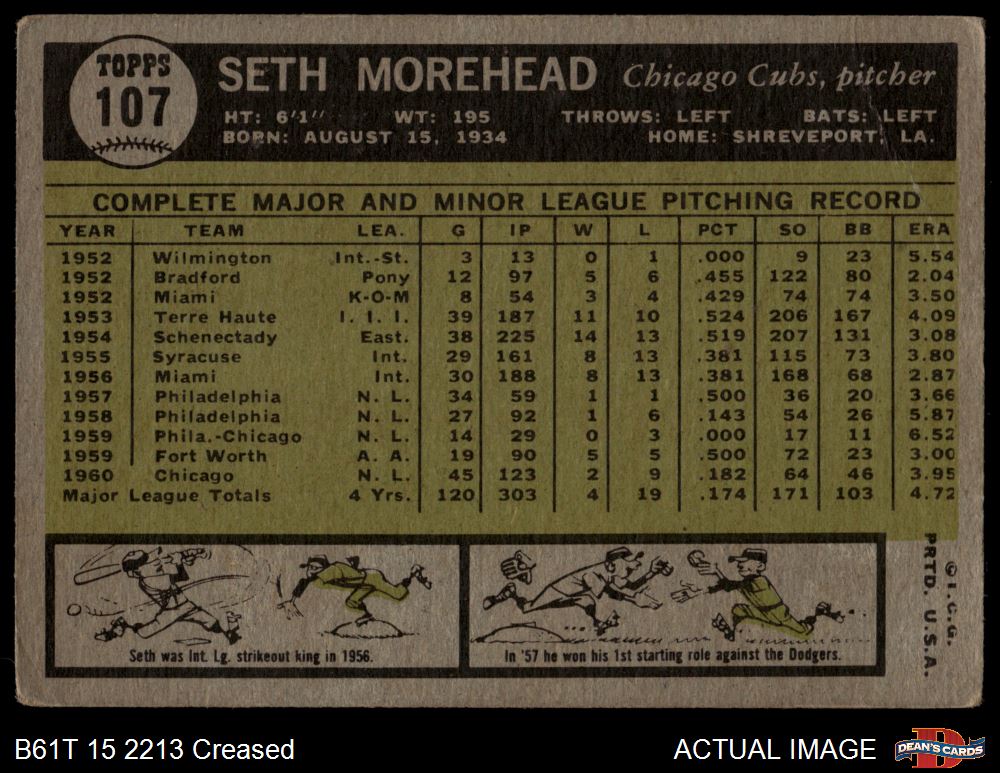 TOPPS
107
SETH MOREHEAD Chicago Cubs, pitcher
HT: 6'1" WT: 195 THROWS: LEFT BATS: LEFT
BORN: AUGUST 15, 1934 HOME: SHREVEPORT, LA.
COMPLETE MAJOR AND MINOR LEAGUE PITCHING RECORD
YEAR TEAM LEA. G IP W L PCT SO BB ERA
1952 Wilmington Int.-St. 3 13 0 1 .000 9 23 5.54
1952 Bradford Pony 12 97 5 6 .455 122 80 2.04
1952 Miami K-O-M 8 54 3 4 .429 74 74 3.50
1953 Terre Haute I. I. I. 39 187 11 10 .524 206 167 4.09
1954 Schenectady East. 38 225 14 13 .519 207 131 3.08
1955 Syracuse Int. 29 161 8 13 .381 115 73 3.80
1956 Miami Int. 30 188 8 13 .381 168 68 2.87
1957 Philadelphia N. L. 34 59 1 1 .500 36 20 3.66
1958 Philadelphia N. L. 27 92 1 6 .143 54 26 5.87
1959 Phila.-Chicago N. L. 14 29 0 3 .000 17 11 6.52
1959 Fort Worth A. A. 19 90 5 5 .500 72 23 3.00
1960 Chicago N. L. 45 123 2 9 .182 64 46 3.95
Major League Totals 4 Yrs. 120 303 4 19 .174 171 103 4.72
Seth was Int. Lg. strikeout king in 1956.
In '57 he won his 1st starting role against the Dodgers.
© T.C.G.
PRTD. U.S.A.
B61T 15 2213 Creased
ACTUAL IMAGE
DEAN'S CARDS